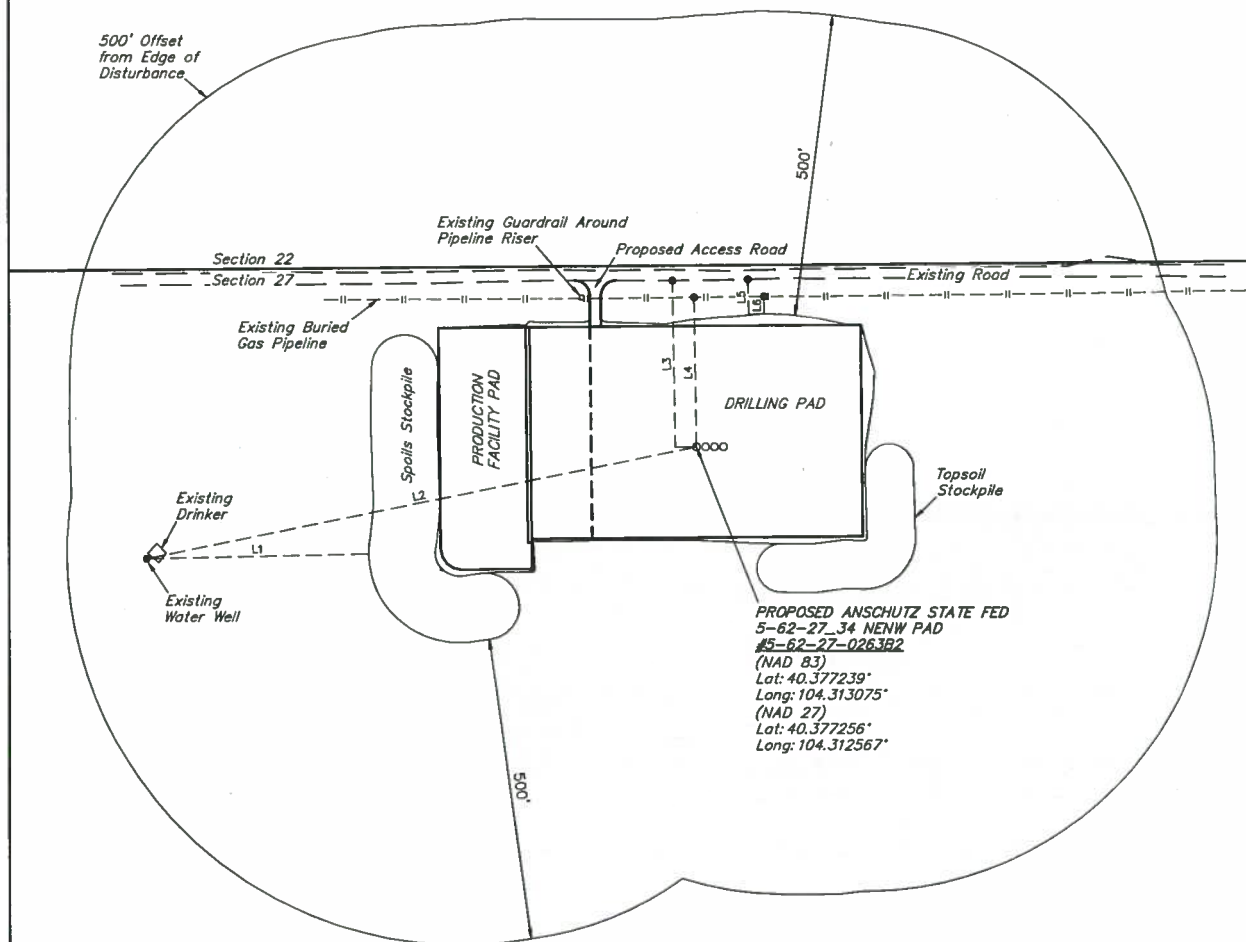 500' Offset
from Edge of
Disturbance
500'
Existing Guardrail Around
Pipeline Riser
Proposed Access Road
Section 22
Section 27
Existing Road
Existing Buried
Gas Pipeline
L5
L6
L3
L4
Spoils Stockpile
PRODUCTION
FACILITY PAD
DRILLING PAD
L2
Topsoil
Stockpile
Existing
Drinker
L1
Existing
Water Well
PROPOSED ANSCHUTZ STATE FED
5-62-27_34 NENW PAD
#5-62-27-0263B2
(NAD 83)
Lat: 40.377239°
Long: 104.313075°
(NAD 27)
Lat: 40.377256°
Long: 104.312567°
500'